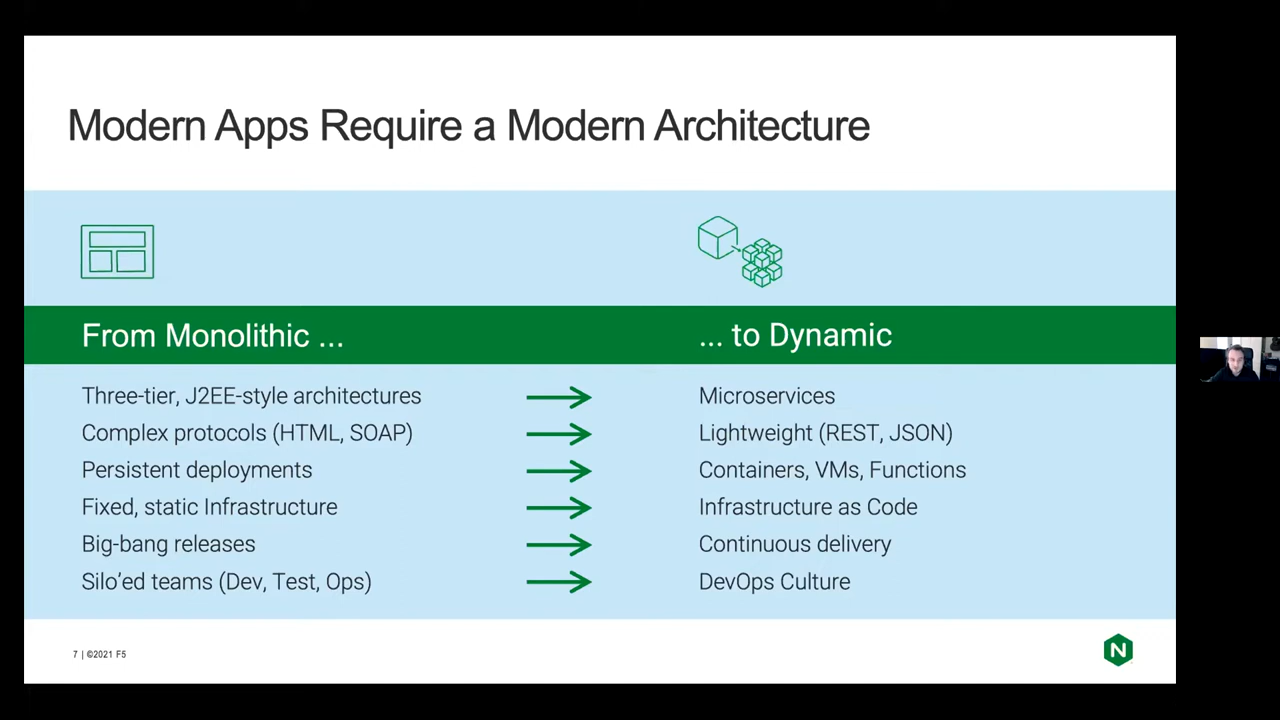 Modern Apps Require a Modern Architecture
From Monolithic ...
... to Dynamic
Three-tier, J2EE-style architectures
Microservices
Complex protocols (HTML, SOAP)
Lightweight (REST, JSON)
Persistent deployments
Containers, VMs, Functions
Fixed, static Infrastructure
Infrastructure as Code
Big-bang releases
Continuous delivery
Silo’ed teams (Dev, Test, Ops)
DevOps Culture
7 | ©2021 F5
N